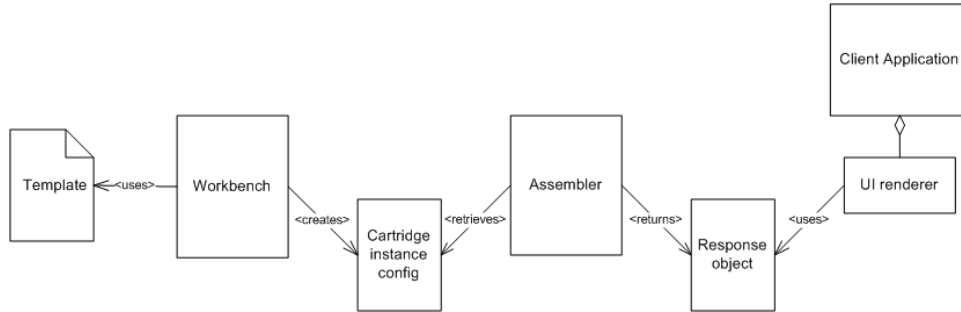 Client Application
Template
<uses>
Workbench
<creates>
Cartridge
instance
config
<retrieves>
Assembler
<returns>
Response
object
<uses>
UI renderer